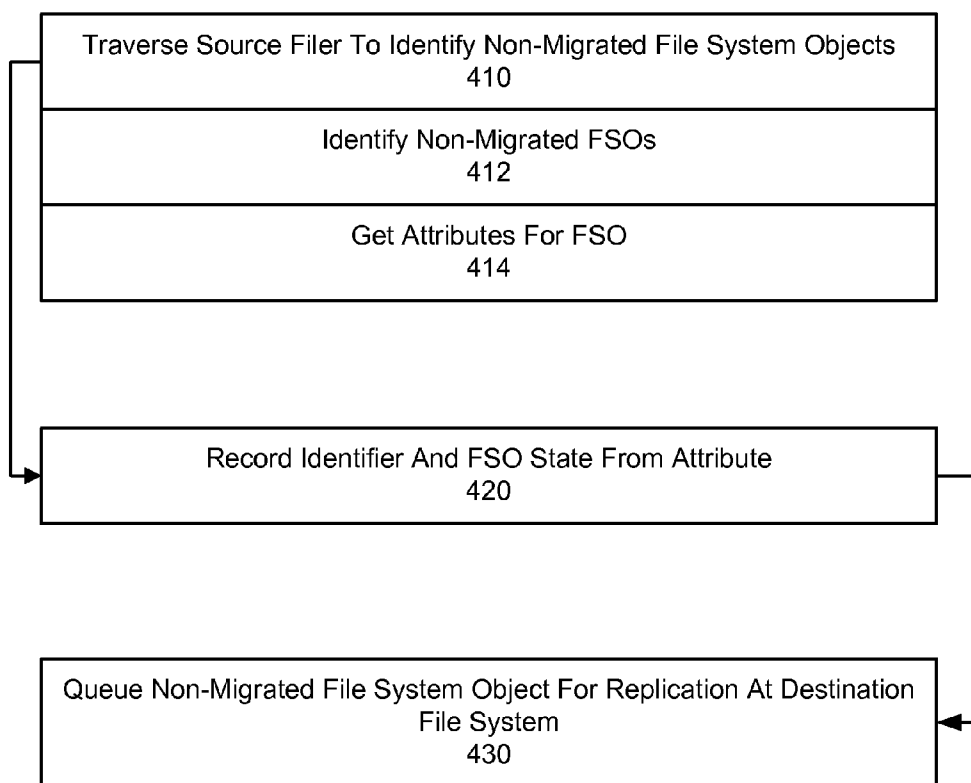 Traverse Source Filer To Identify Non-Migrated File System Objects
410
Identify Non-Migrated FSOs
412
Get Attributes For FSO
414
Record Identifier And FSO State From Attribute
420
Queue Non-Migrated File System Object For Replication At Destination
File System
430